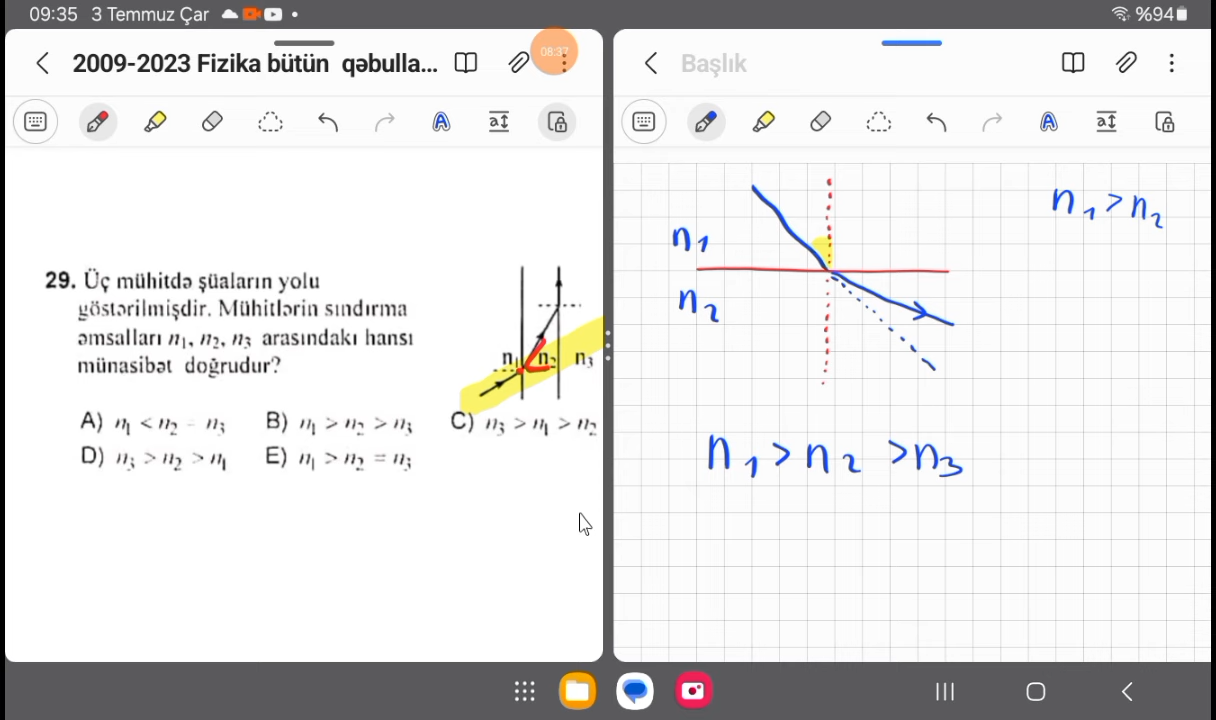 09:35 3 Temmuz Çar
%94
2009-2023 Fizika bütün qəbulla...
08:37
Başlık
29. Üç mühitdə şüaların yolu
göstərilmişdir. Mühitlərin sındırma
əmsalları n₁, n₂, n₃ arasındakı hansı
münasibət doğrudur?
n₁ n₂ n₃
A) n₁ < n₂ = n₃ B) n₁ > n₂ > n₃ C) n₃ > n₁ > n₂
D) n₃ > n₂ > n₁ E) n₁ > n₂ = n₃
n₁ > n₂
n₁
n₂
n₁ > n₂ > n₃